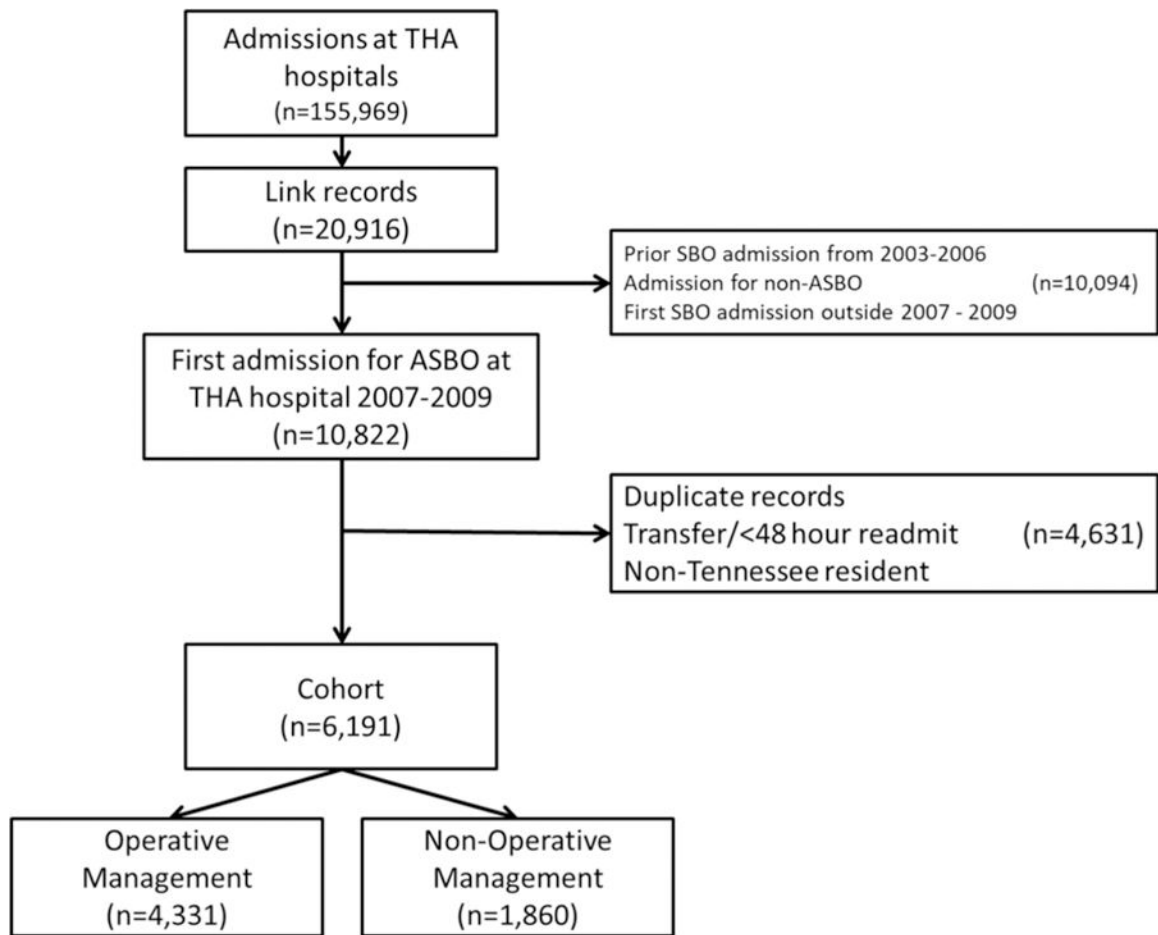 Admissions at THA
hospitals
(n=155,969)
Link records
(n=20,916)
Prior SBO admission from 2003-2006
Admission for non-ASBO (n=10,094)
First SBO admission outside 2007 - 2009
First admission for ASBO at
THA hospital 2007-2009
(n=10,822)
Duplicate records
Transfer/<48 hour readmit (n=4,631)
Non-Tennessee resident
Cohort
(n=6,191)
Operative
Management
(n=4,331)
Non-Operative
Management
(n=1,860)